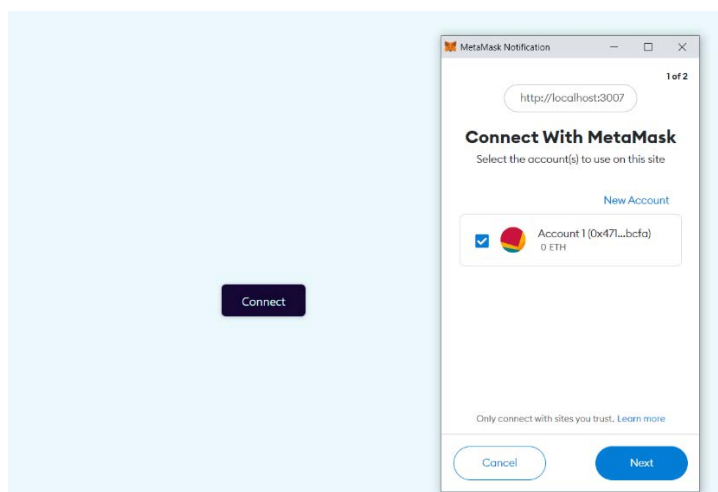 MetaMask Notification
1 of 2
http://localhost:3007
Connect With MetaMask
Select the account(s) to use on this site
New Account
Account 1 (0x471...bcfa)
0 ETH
Connect
Only connect with sites you trust. Learn more
Cancel
Next